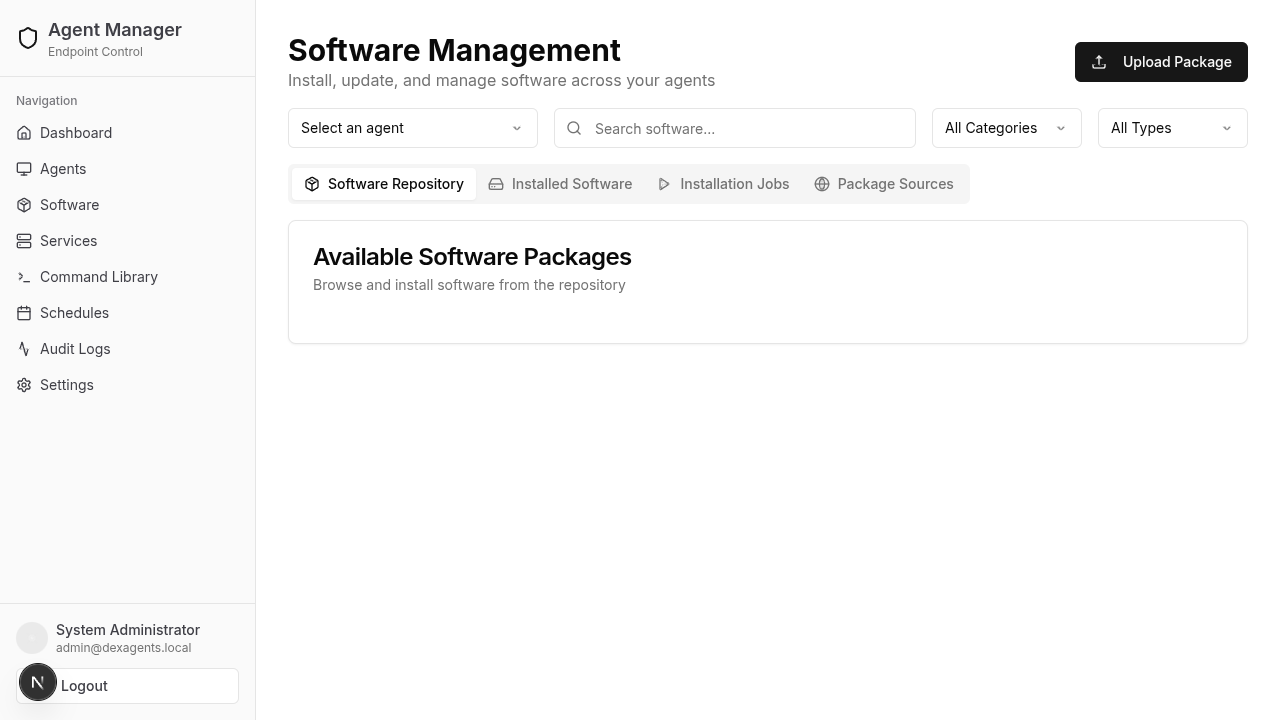 Agent Manager
Endpoint Control
Navigation
Dashboard
Agents
Software
Services
Command Library
Schedules
Audit Logs
Settings
System Administrator
admin@dexagents.local
N
Logout
Software Management
Install, update, and manage software across your agents
Upload Package
Select an agent
Search software...
All Categories
All Types
Software Repository
Installed Software
Installation Jobs
Package Sources
Available Software Packages
Browse and install software from the repository